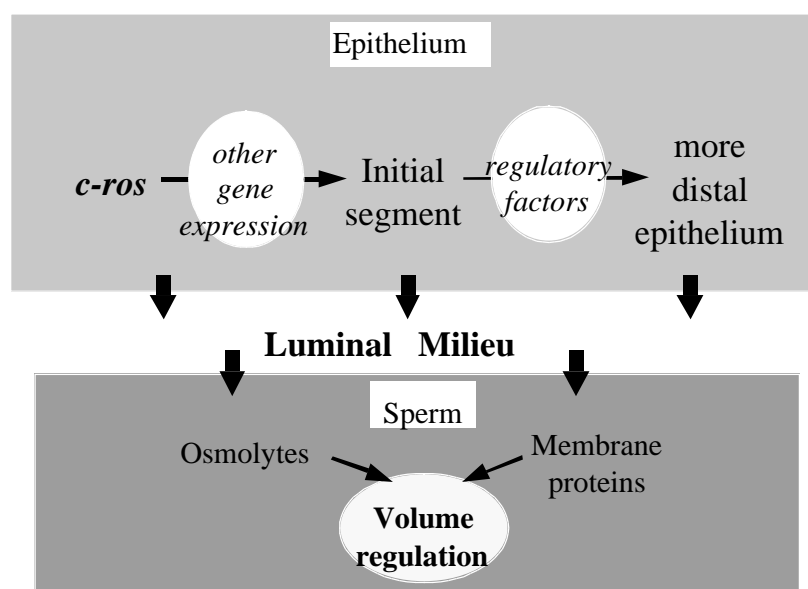 Epithelium
c-ros
other
gene
expression
Initial
segment
regulatory
factors
more
distal
epithelium
Luminal Milieu
Sperm
Osmolytes
Membrane
proteins
Volume
regulation